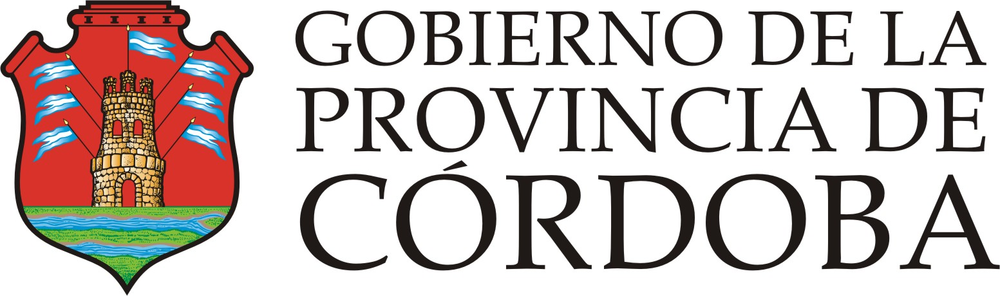 GOBIERNO DE LA
PROVINCIA DE
CÓRDOBA